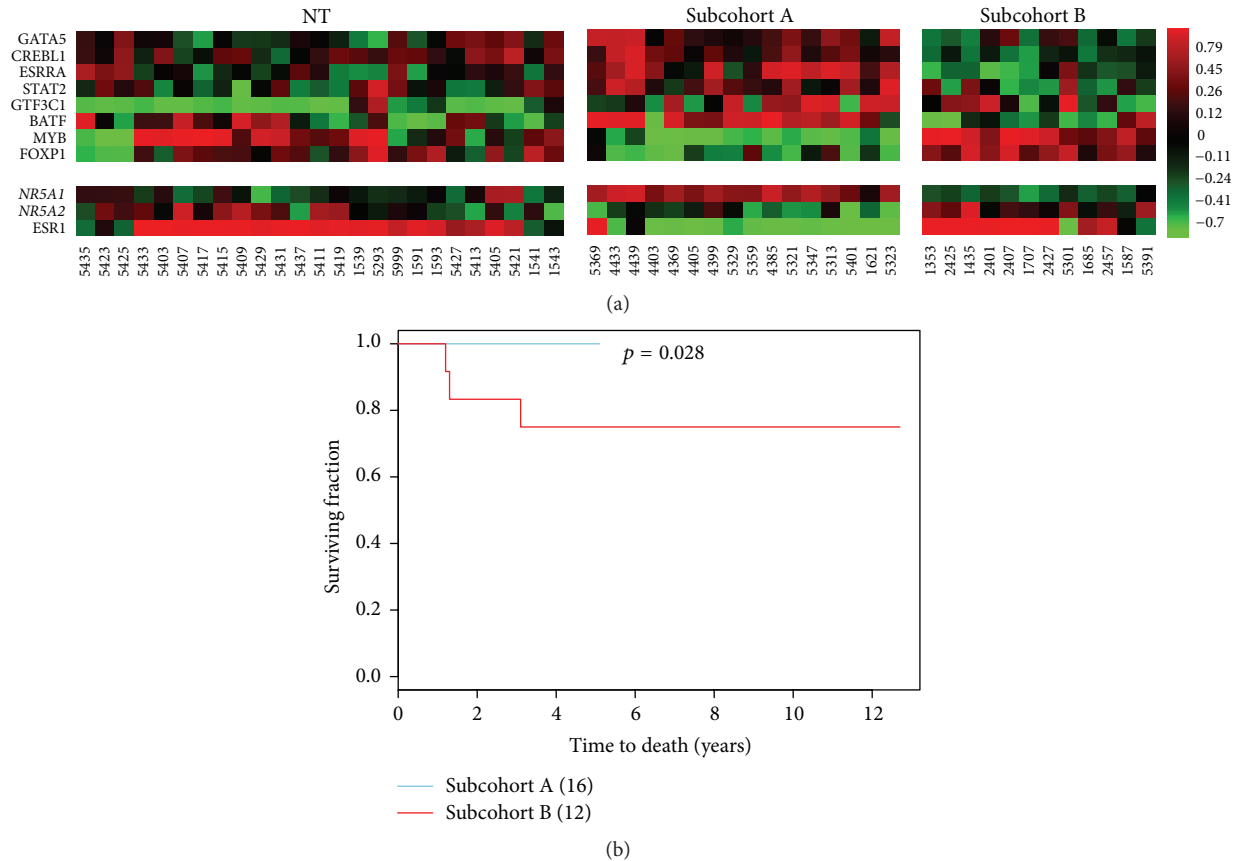 NT Subcohort A Subcohort B
GATA5
CREBL1
ESRRA
STAT2
GTF3C1
BATF
MYB
FOXP1
NR5A1
NR5A2
ESR1
0.79
0.45
0.26
0.12
0
−0.11
−0.24
−0.41
−0.7
5435 5423 5425 5433 5403 5407 5417 5415 5409 5429 5431 5437 5411 5419 1539 5293 5999 1591 1593 5427 5413 5405 5421 1541 1543
5369 4433 4439 4403 4369 4405 4399 5329 5359 4385 5321 5347 5313 5401 1621 5323
1353 2425 1435 2401 2407 1707 2427 5301 1685 2457 1587 5391
(a)
1.0
0.8
0.6
0.4
0.2
0.0
Surviving fraction
p = 0.028
0 2 4 6 8 10 12
Time to death (years)
Subcohort A (16)
Subcohort B (12)
(b)